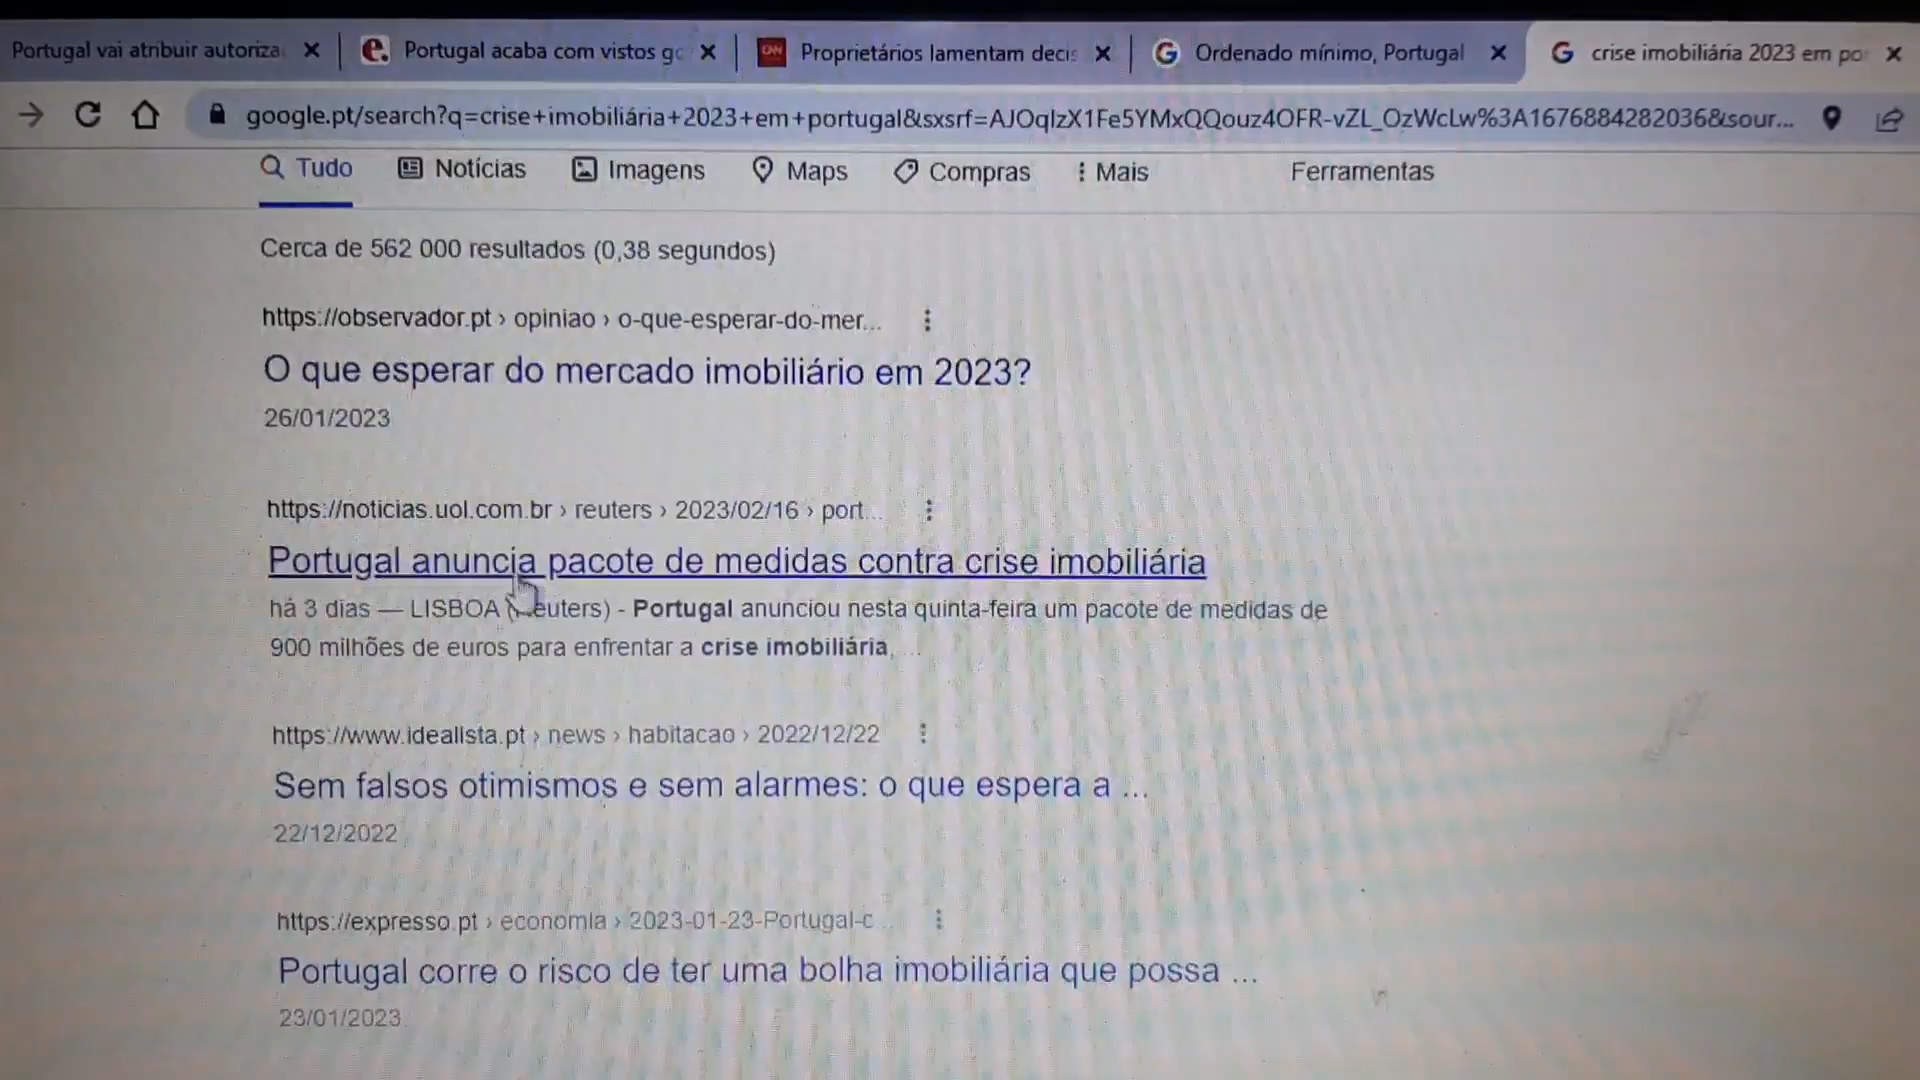 Portugal vai atribuir autoriza
Portugal acaba com vistos go
CNN
Proprietários lamentam decis
Ordenado mínimo, Portugal
crise imobiliária 2023 em po
google.pt/search?q=crise+imobiliária+2023+em+portugal&sxsrf=AJOqlzX1Fe5YMxQQouz4OFR-vZL_OzWcLw%3A1676884282036&sour...
Tudo Notícias Imagens Maps Compras Mais Ferramentas
Cerca de 562 000 resultados (0,38 segundos)
https://observador.pt › opiniao › o-que-esperar-do-mer...
O que esperar do mercado imobiliário em 2023?
26/01/2023
https://noticias.uol.com.br › reuters › 2023/02/16 › port...
Portugal anuncia pacote de medidas contra crise imobiliária
há 3 dias — LISBOA (Reuters) - Portugal anunciou nesta quinta-feira um pacote de medidas de
900 milhões de euros para enfrentar a crise imobiliária, ...
https://www.idealista.pt › news › habitacao › 2022/12/22
Sem falsos otimismos e sem alarmes: o que espera a ...
22/12/2022
https://expresso.pt › economia › 2023-01-23-Portugal-c...
Portugal corre o risco de ter uma bolha imobiliária que possa ...
23/01/2023